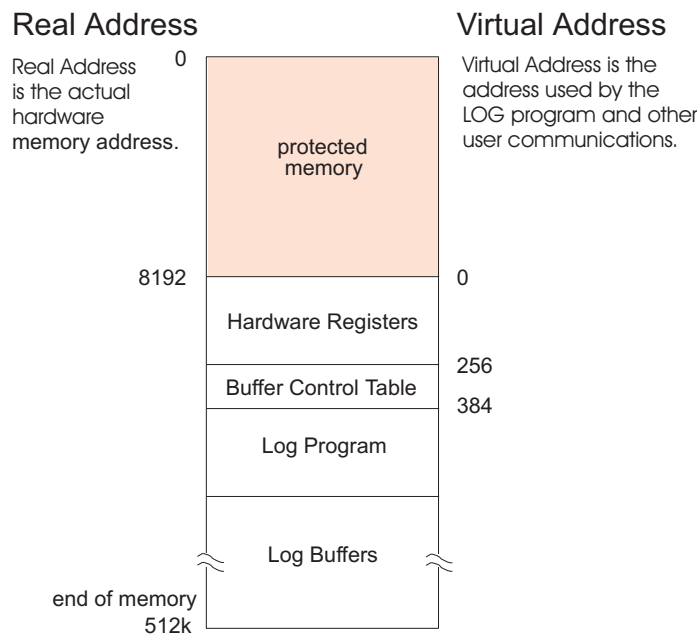 Real Address
Real Address
is the actual
hardware
memory address.
Virtual Address
Virtual Address is the
address used by the
LOG program and other
user communications.
0
protected
memory
8192
0
Hardware Registers
256
Buffer Control Table
384
Log Program
Log Buffers
end of memory
512k